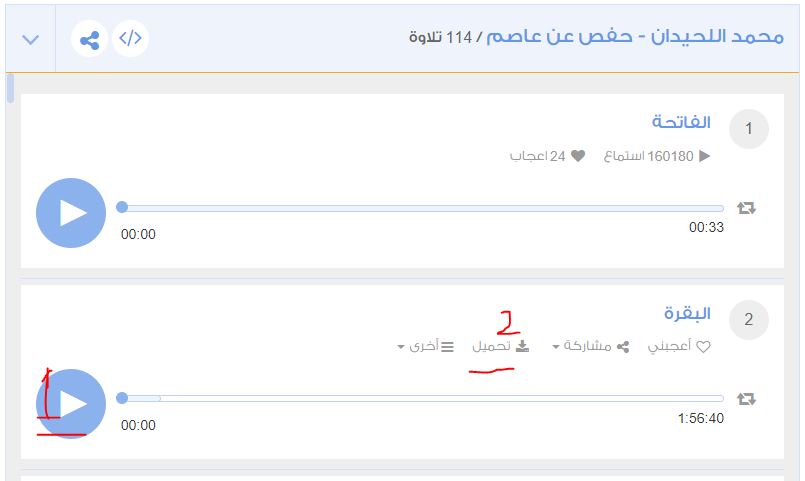 محمد اللحيدان - حفص عن عاصم / 114 تلاوة
1
الفاتحة
160180 استماع 24 اعجاب
00:00 00:33
2
البقرة
أعجبني مشاركة تحميل أخرى
2
1
00:00 1:56:40